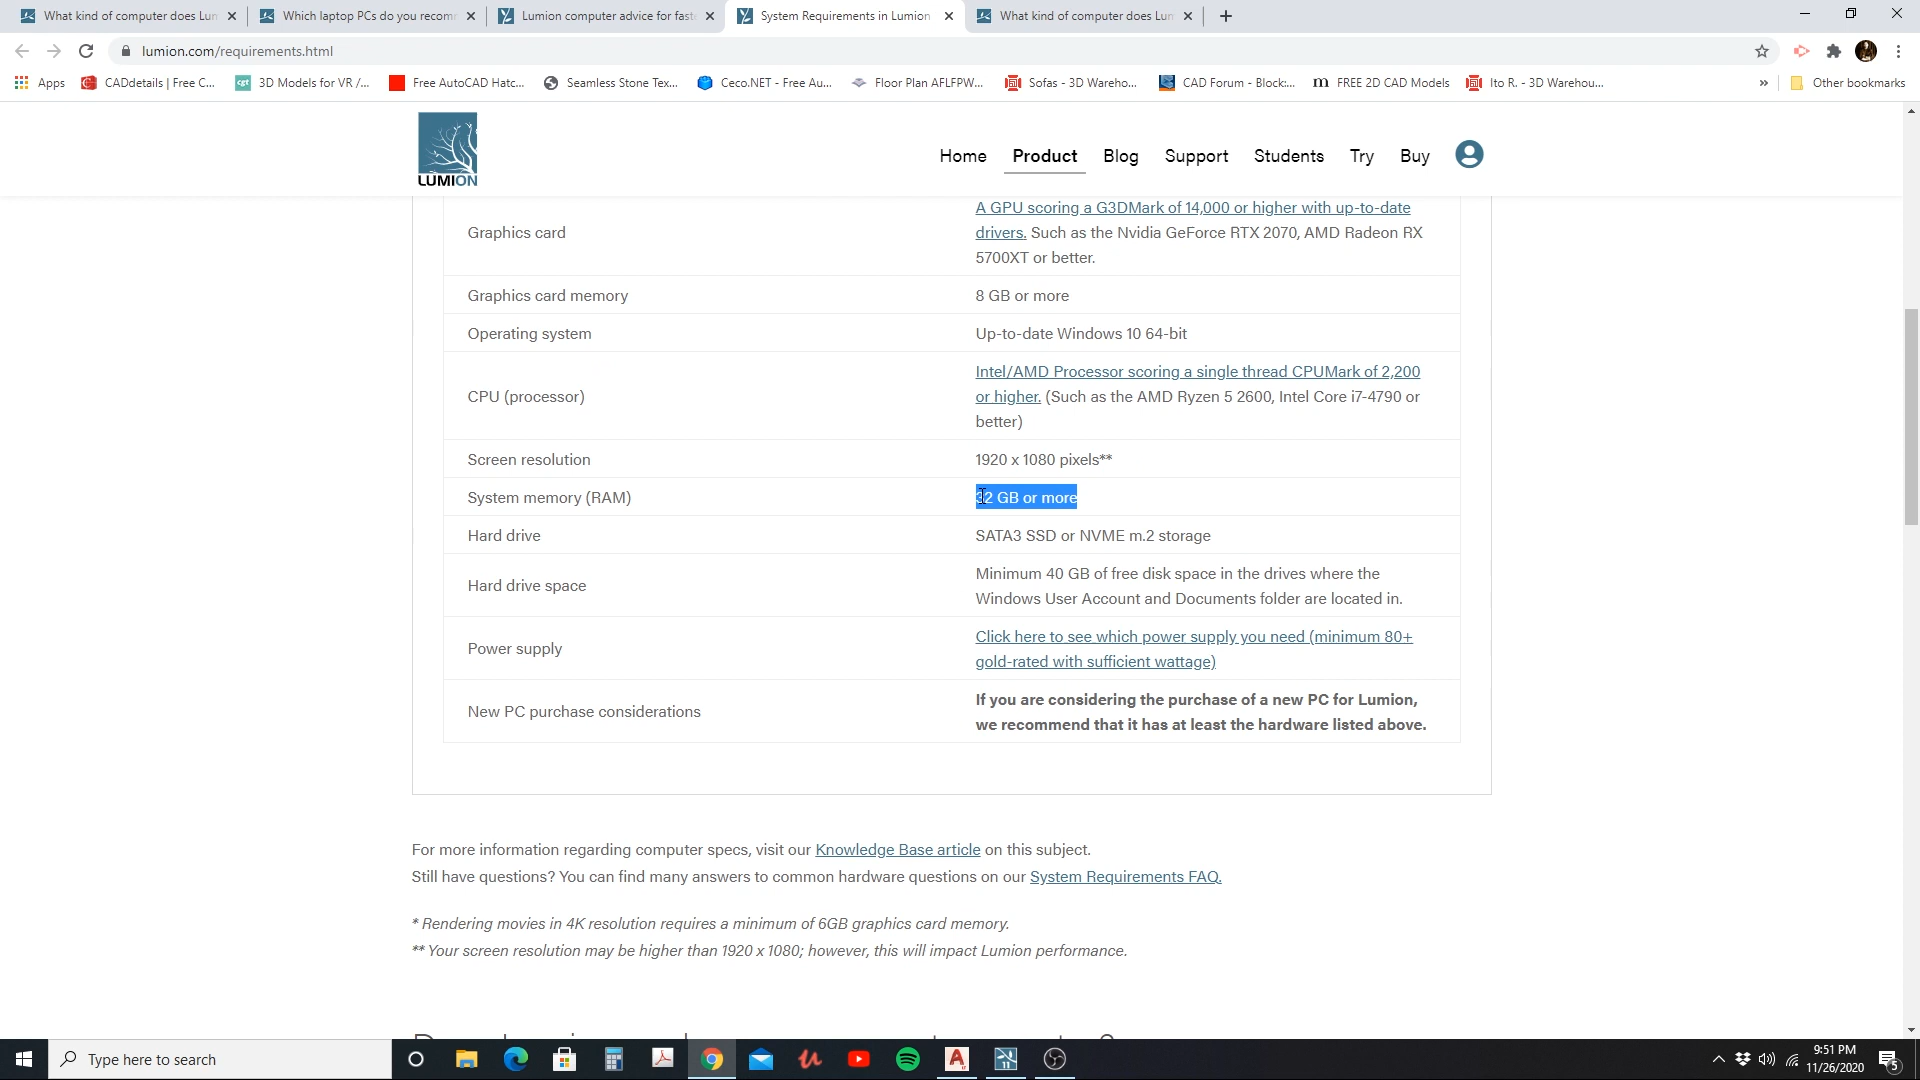 What kind of computer does Lum
Which laptop PCs do you recomm
Lumion computer advice for fast
System Requirements in Lumion
What kind of computer does Lum
lumion.com/requirements.html
Apps
CADdetails | Free C...
3D Models for VR /...
Free AutoCAD Hatc...
Seamless Stone Tex...
Ceco.NET - Free Au...
Floor Plan AFLFPW...
Sofas - 3D Wareho...
CAD Forum - Block:...
FREE 2D CAD Models
Ito R. - 3D Warehou...
»
Other bookmarks
LUMION
Home
Product
Blog
Support
Students
Try
Buy
Graphics card
A GPU scoring a G3DMark of 14,000 or higher with up-to-date
drivers. Such as the Nvidia GeForce RTX 2070, AMD Radeon RX
5700XT or better.
Graphics card memory
8 GB or more
Operating system
Up-to-date Windows 10 64-bit
CPU (processor)
Intel/AMD Processor scoring a single thread CPUMark of 2,200
or higher. (Such as the AMD Ryzen 5 2600, Intel Core i7-4790 or
better)
Screen resolution
1920 x 1080 pixels**
System memory (RAM)
32 GB or more
Hard drive
SATA3 SSD or NVME m.2 storage
Hard drive space
Minimum 40 GB of free disk space in the drives where the
Windows User Account and Documents folder are located in.
Power supply
Click here to see which power supply you need (minimum 80+
gold-rated with sufficient wattage)
New PC purchase considerations
If you are considering the purchase of a new PC for Lumion,
we recommend that it has at least the hardware listed above.
For more information regarding computer specs, visit our Knowledge Base article on this subject.
Still have questions? You can find many answers to common hardware questions on our System Requirements FAQ.
* Rendering movies in 4K resolution requires a minimum of 6GB graphics card memory.
** Your screen resolution may be higher than 1920 x 1080; however, this will impact Lumion performance.
Type here to search
9:51 PM
11/26/2020
5